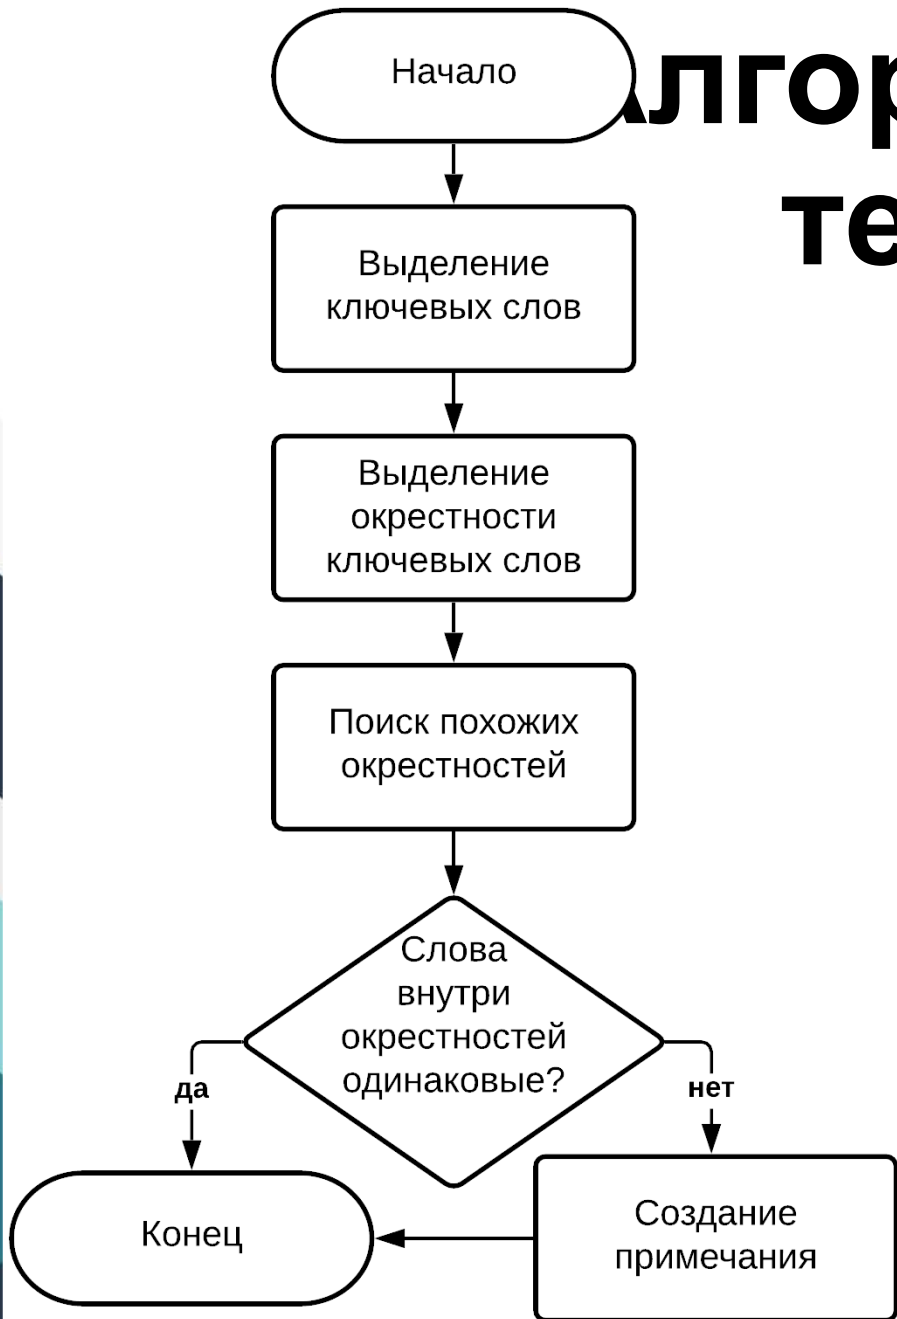 Начало
Выделение
ключевых слов
Выделение
окрестности
ключевых слов
Поиск похожих
окрестностей
Слова
внутри
окрестностей
одинаковые?
да
нет
Создание
примечания
Конец